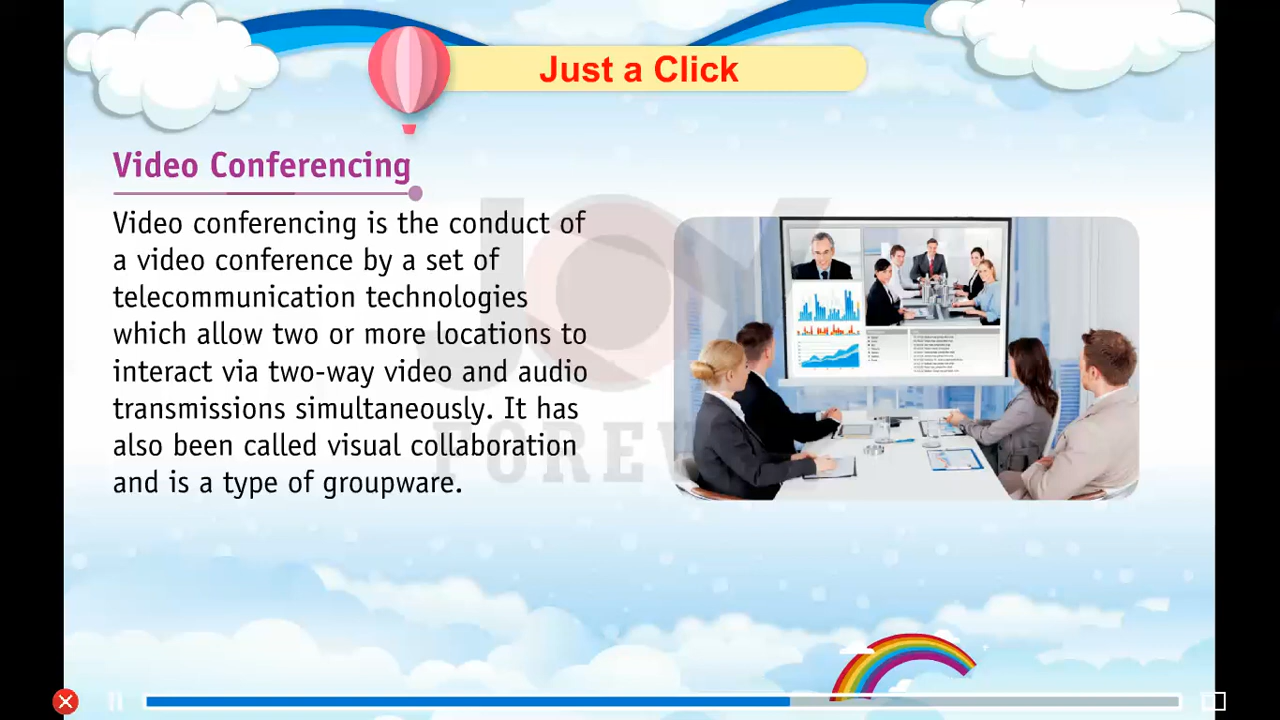 Just a Click
Video Conferencing
Video conferencing is the conduct of
a video conference by a set of
telecommunication technologies
which allow two or more locations to
interact via two-way video and audio
transmissions simultaneously. It has
also been called visual collaboration
and is a type of groupware.